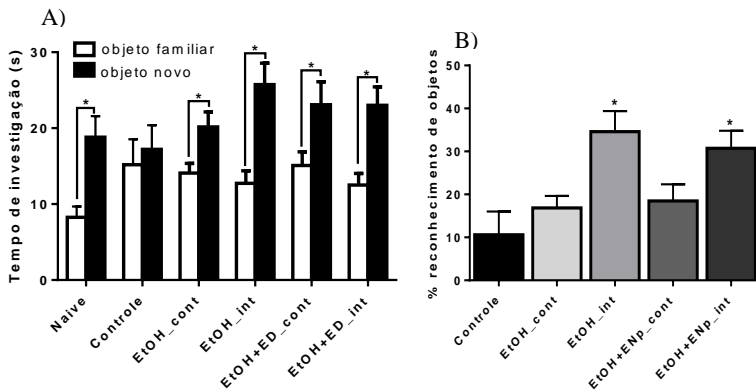 A)
objeto familiar
objeto novo
Tempo de investigação (s)
30
20
10
0
*
*
*
*
*
Naive
Controle
EtOH_cont
EtOH_int
EtOH+ED_cont
EtOH+ED_int
B)
% reconhecimento de objetos
50
40
30
20
10
0
*
*
Controle
EtOH_cont
EtOH_int
EtOH+ENp_cont
EtOH+ENp_int